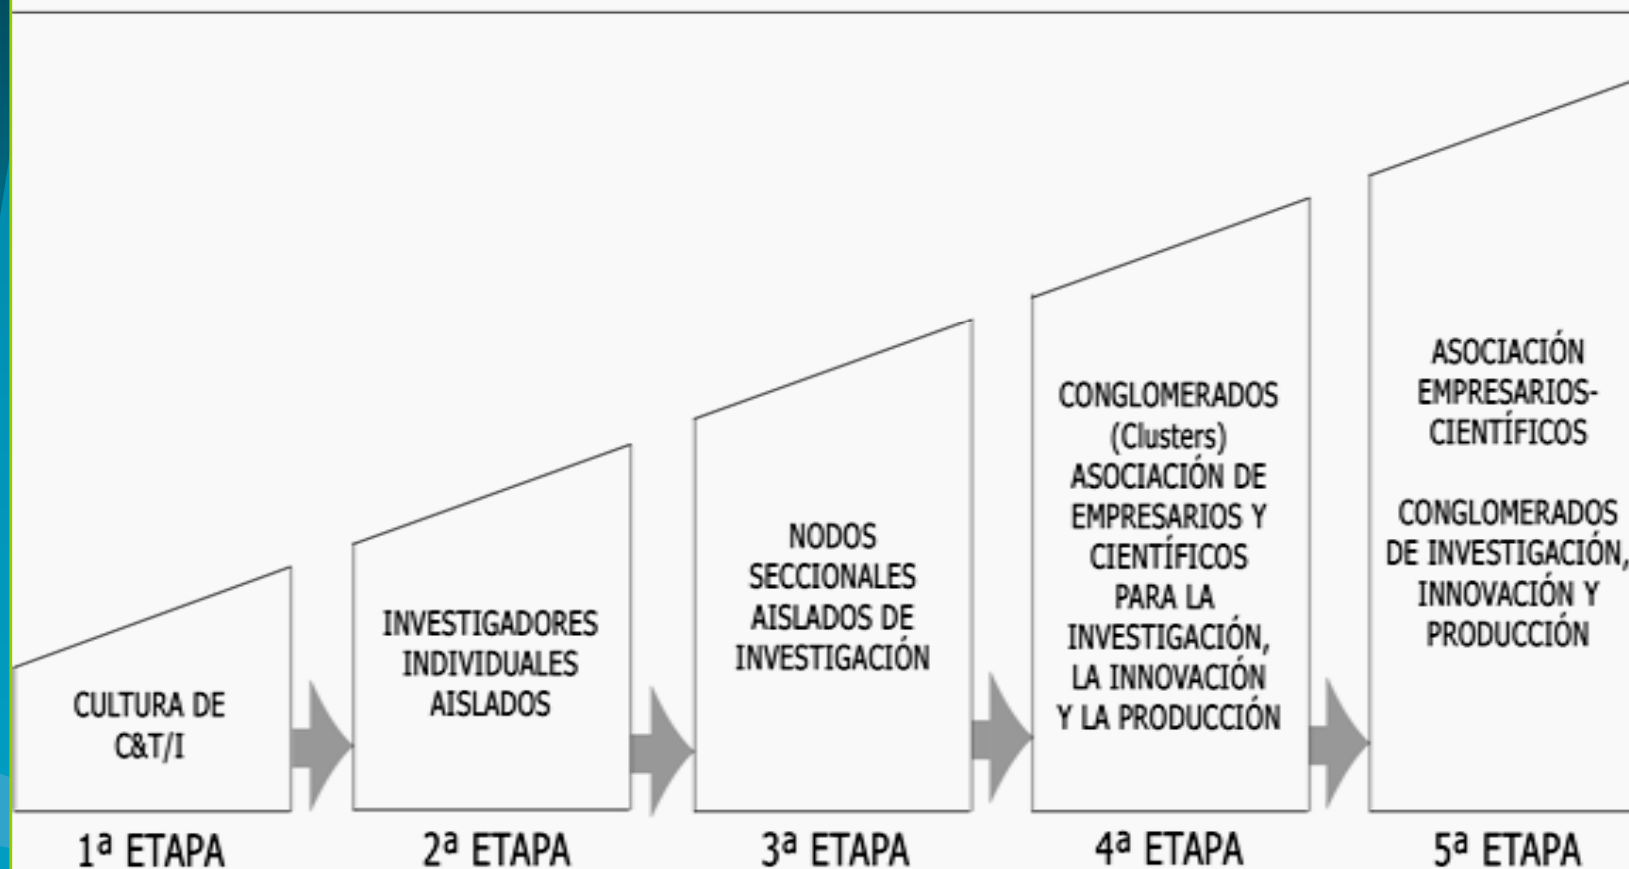 CULTURA DE
C&T/I
1ª ETAPA
INVESTIGADORES
INDIVIDUALES
AISLADOS
2ª ETAPA
NODOS
SECCIONALES
AISLADOS DE
INVESTIGACIÓN
3ª ETAPA
CONGLOMERADOS
(Clusters)
ASOCIACIÓN DE
EMPRESARIOS Y
CIENTÍFICOS
PARA LA
INVESTIGACIÓN,
LA INNOVACIÓN
Y LA PRODUCCIÓN
4ª ETAPA
ASOCIACIÓN
EMPRESARIOS-
CIENTÍFICOS
CONGLOMERADOS
DE INVESTIGACIÓN,
INNOVACIÓN Y
PRODUCCIÓN
5ª ETAPA